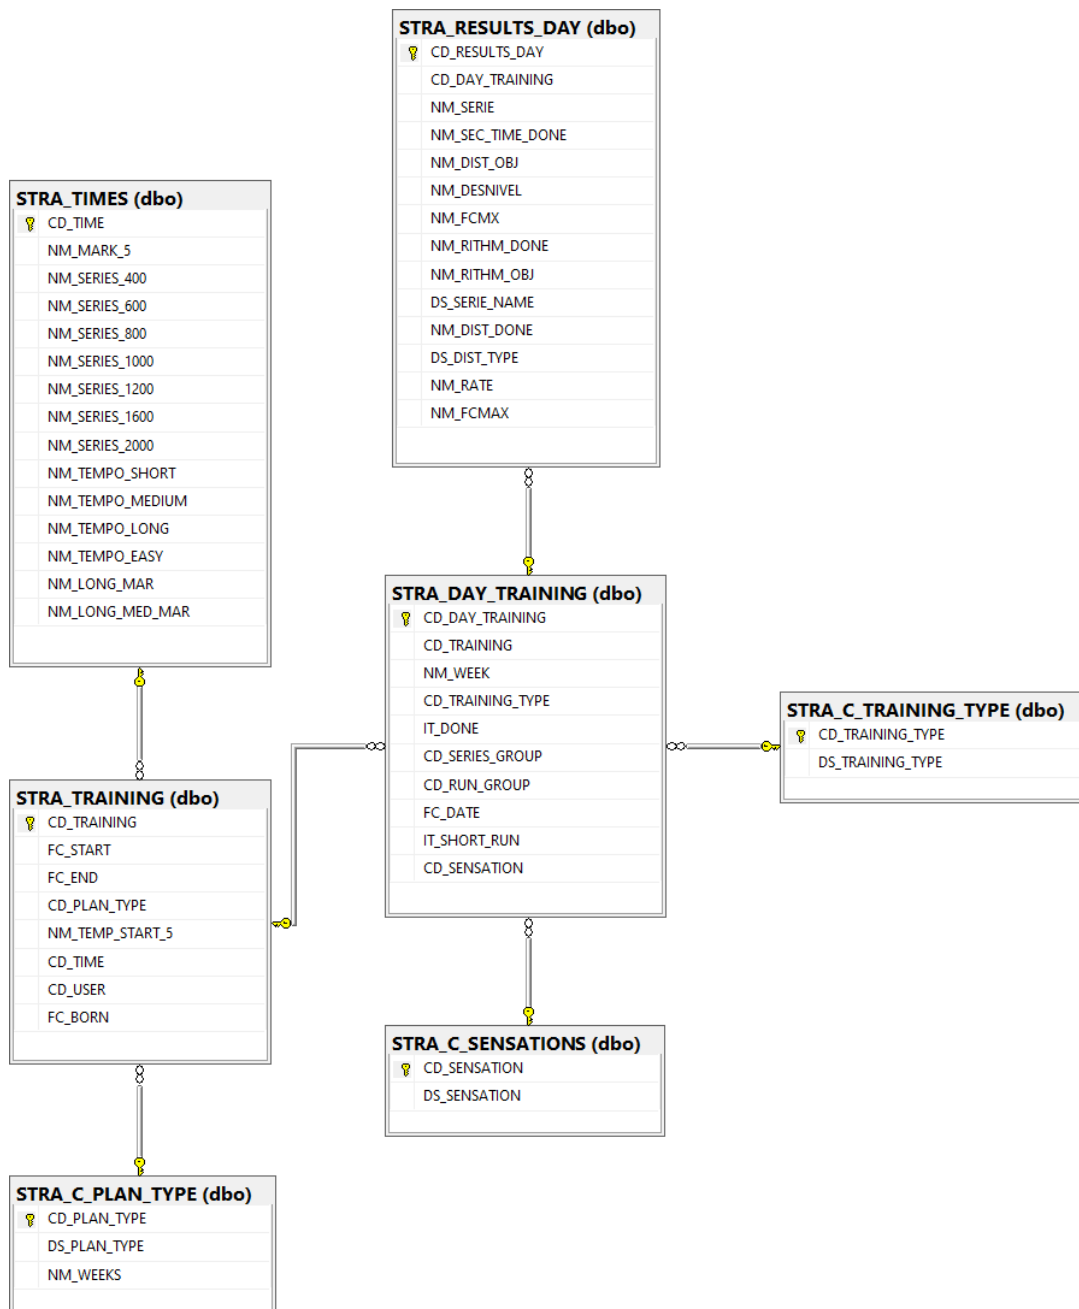 STRA_RESULTS_DAY (dbo)
CD_RESULTS_DAY
CD_DAY_TRAINING
NM_SERIE
NM_SEC_TIME_DONE
NM_DIST_OBJ
NM_DESNIVEL
NM_FCMX
NM_RITHM_DONE
NM_RITHM_OBJ
DS_SERIE_NAME
NM_DIST_DONE
DS_DIST_TYPE
NM_RATE
NM_FCMAX
STRA_TIMES (dbo)
CD_TIME
NM_MARK_5
NM_SERIES_400
NM_SERIES_600
NM_SERIES_800
NM_SERIES_1000
NM_SERIES_1200
NM_SERIES_1600
NM_SERIES_2000
NM_TEMPO_SHORT
NM_TEMPO_MEDIUM
NM_TEMPO_LONG
NM_TEMPO_EASY
NM_LONG_MAR
NM_LONG_MED_MAR
STRA_DAY_TRAINING (dbo)
CD_DAY_TRAINING
CD_TRAINING
NM_WEEK
CD_TRAINING_TYPE
IT_DONE
CD_SERIES_GROUP
CD_RUN_GROUP
FC_DATE
IT_SHORT_RUN
CD_SENSATION
STRA_C_TRAINING_TYPE (dbo)
CD_TRAINING_TYPE
DS_TRAINING_TYPE
STRA_TRAINING (dbo)
CD_TRAINING
FC_START
FC_END
CD_PLAN_TYPE
NM_TEMP_START_5
CD_TIME
CD_USER
FC_BORN
STRA_C_SENSATIONS (dbo)
CD_SENSATION
DS_SENSATION
STRA_C_PLAN_TYPE (dbo)
CD_PLAN_TYPE
DS_PLAN_TYPE
NM_WEEKS